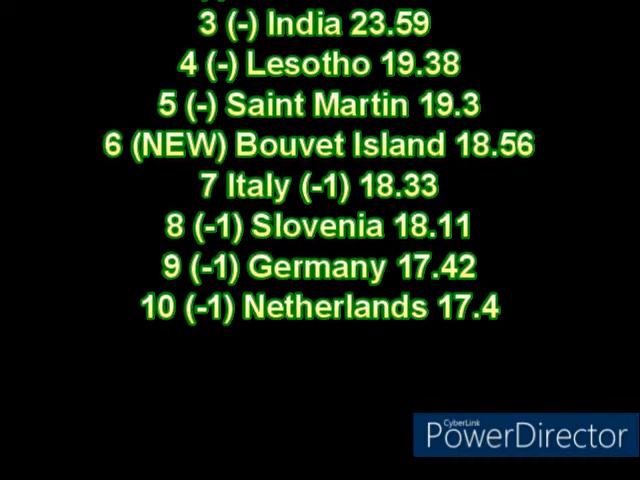 3 (-) India 23.59
4 (-) Lesotho 19.38
5 (-) Saint Martin 19.3
6 (NEW) Bouvet Island 18.56
7 Italy (-1) 18.33
8 (-1) Slovenia 18.11
9 (-1) Germany 17.42
10 (-1) Netherlands 17.4
CyberLink
PowerDirector